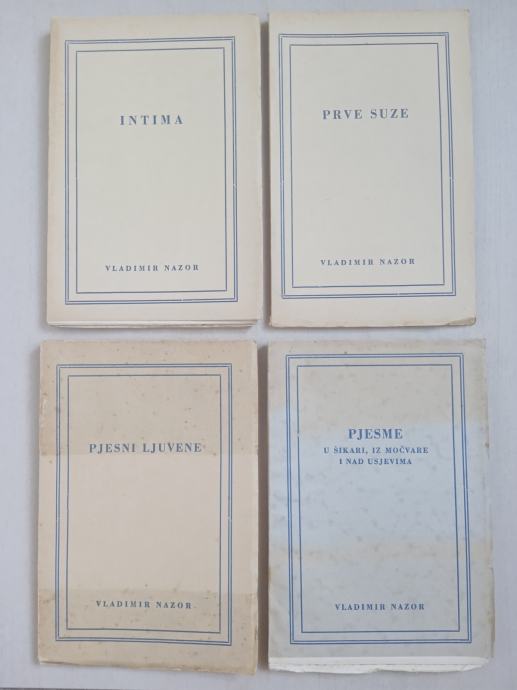 INTIMA
VLADIMIR NAZOR
PRVE SUZE
VLADIMIR NAZOR
PJESNI LJUVENE
VLADIMIR NAZOR
PJESME
U ŠIKARI, IZ MOČVARE
I NAD USJEVIMA
VLADIMIR NAZOR